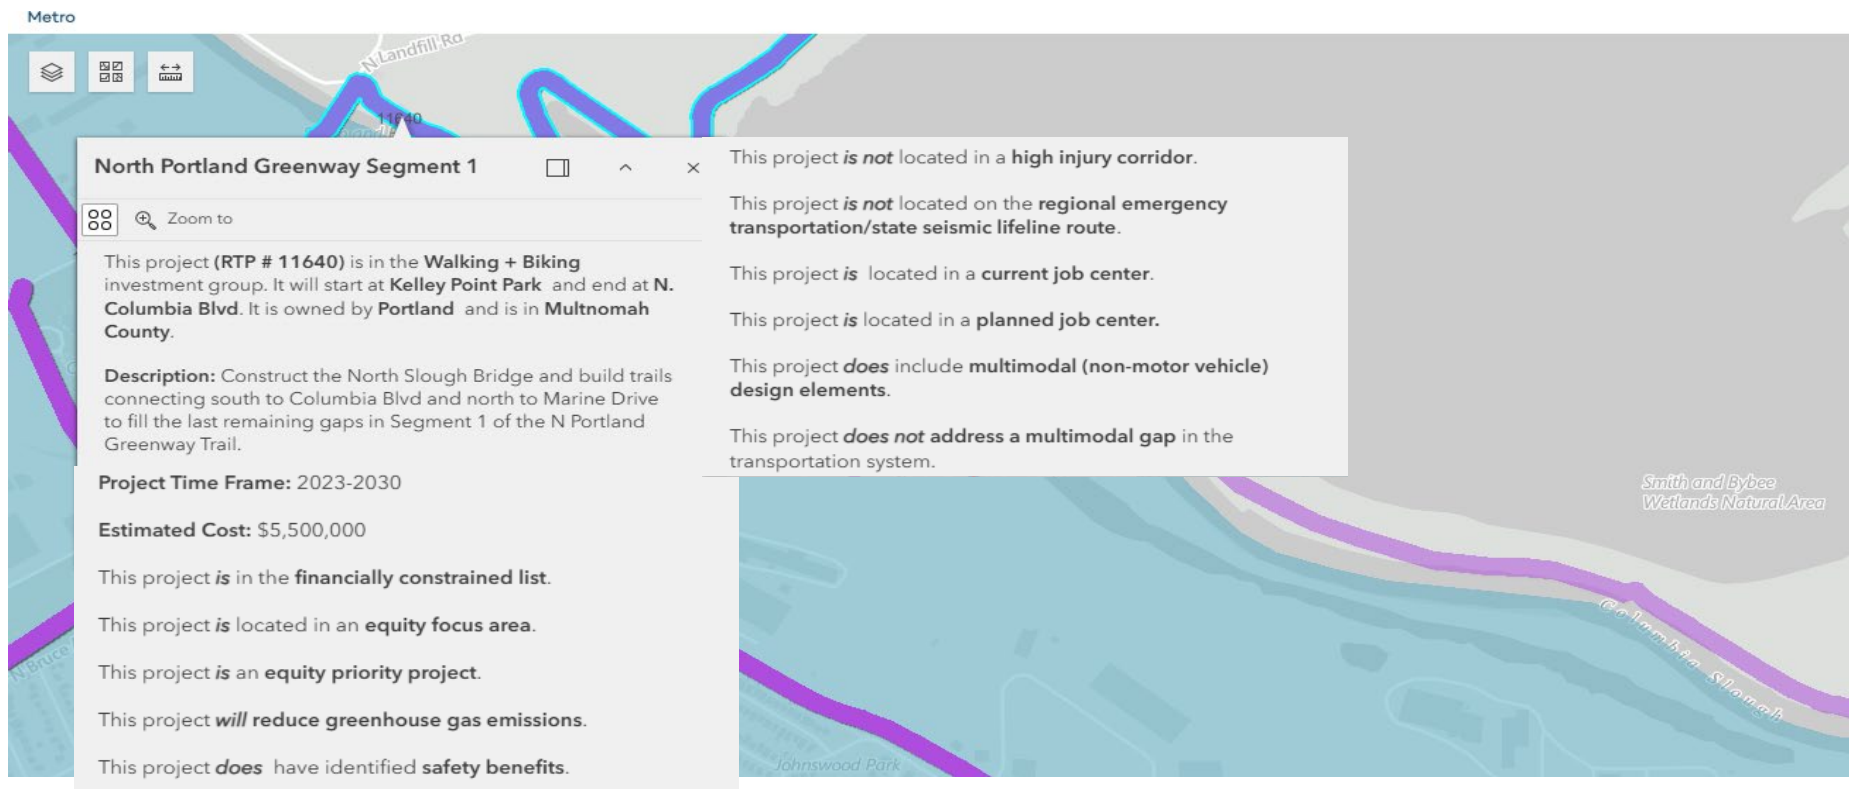 Metro
N Landfill Rd
11640
North Portland Greenway Segment 1
Zoom to
This project (RTP # 11640) is in the Walking + Biking
investment group. It will start at Kelley Point Park and end at N.
Columbia Blvd. It is owned by Portland and is in Multnomah
County.
Description: Construct the North Slough Bridge and build trails
connecting south to Columbia Blvd and north to Marine Drive
to fill the last remaining gaps in Segment 1 of the N Portland
Greenway Trail.
Project Time Frame: 2023-2030
Estimated Cost: $5,500,000
This project is in the financially constrained list.
This project is located in an equity focus area.
This project is an equity priority project.
This project will reduce greenhouse gas emissions.
This project does have identified safety benefits.
This project is not located in a high injury corridor.
This project is not located on the regional emergency
transportation/state seismic lifeline route.
This project is located in a current job center.
This project is located in a planned job center.
This project does include multimodal (non-motor vehicle)
design elements.
This project does not address a multimodal gap in the
transportation system.
Smith and Bybee
Wetlands Natural Area
Columbia Slough
N Bruce
Johnswood Park